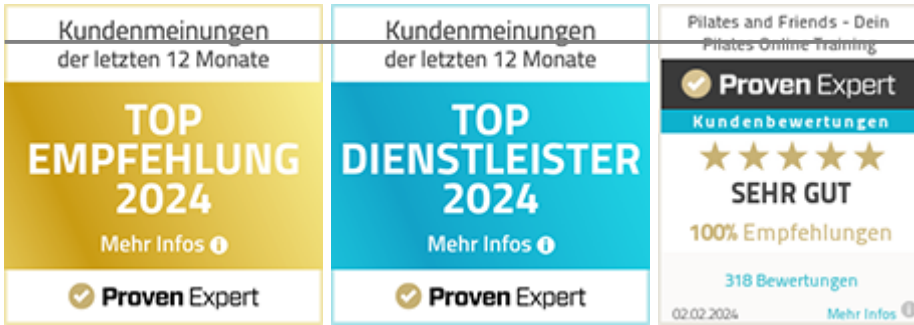 Kundenmeinungen
der letzten 12 Monate
TOP
EMPFEHLUNG
2024
Mehr Infos
Proven Expert
Kundenmeinungen
der letzten 12 Monate
TOP
DIENSTLEISTER
2024
Mehr Infos
Proven Expert
Pilates and Friends - Dein
Pilates Online Training
Proven Expert
Kundenbewertungen
SEHR GUT
100% Empfehlungen
318 Bewertungen
02.02.2024
Mehr Infos